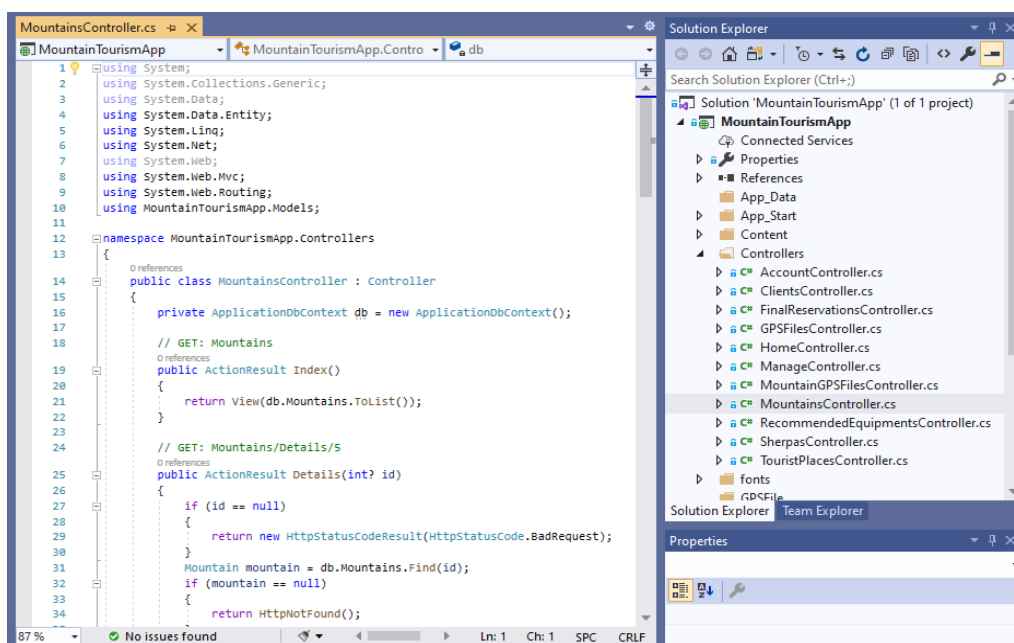 MountainsController.cs
MountainTourismApp
MountainTourismApp.Contro
db
1 using System;
2 using System.Collections.Generic;
3 using System.Data;
4 using System.Data.Entity;
5 using System.Linq;
6 using System.Net;
7 using System.Web;
8 using System.Web.Mvc;
9 using System.Web.Routing;
10 using MountainTourismApp.Models;
11
12 namespace MountainTourismApp.Controllers
13 {
0 references
14 public class MountainsController : Controller
15 {
16 private ApplicationDbContext db = new ApplicationDbContext();
17
18 // GET: Mountains
0 references
19 public ActionResult Index()
20 {
21 return View(db.Mountains.ToList());
22 }
23
24 // GET: Mountains/Details/5
0 references
25 public ActionResult Details(int? id)
26 {
27 if (id == null)
28 {
29 return new HttpStatusCodeResult(HttpStatusCode.BadRequest);
30 }
31 Mountain mountain = db.Mountains.Find(id);
32 if (mountain == null)
33 {
34 return HttpNotFound();
87 %
No issues found
Ln: 1 Ch: 1 SPC CRLF
Solution Explorer
Search Solution Explorer (Ctrl+;)
Solution 'MountainTourismApp' (1 of 1 project)
MountainTourismApp
Connected Services
Properties
References
App_Data
App_Start
Content
Controllers
C# AccountController.cs
C# ClientsController.cs
C# FinalReservationsController.cs
C# GPSFilesController.cs
C# HomeController.cs
C# ManageController.cs
C# MountainGPSFilesController.cs
C# MountainsController.cs
C# RecommendedEquipmentsController.cs
C# SherpasController.cs
C# TouristPlacesController.cs
fonts
GPSFile
Solution Explorer Team Explorer
Properties